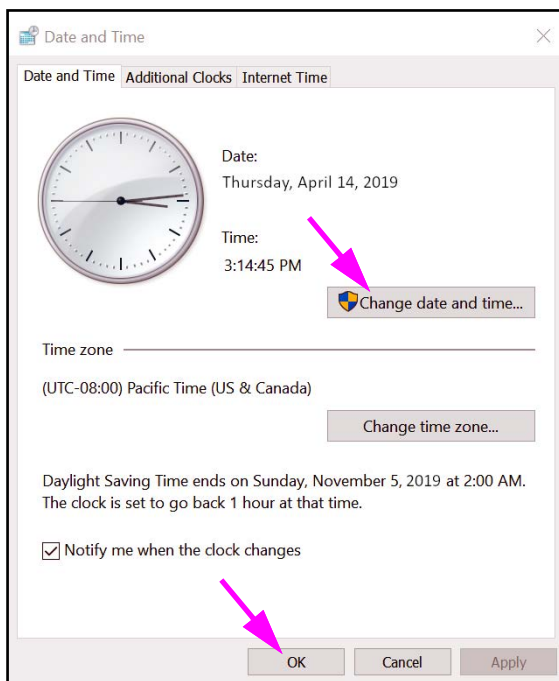 Date and Time
Date and Time Additional Clocks Internet Time
Date:
Thursday, April 14, 2019
Time:
3:14:45 PM
Change date and time...
Time zone
(UTC-08:00) Pacific Time (US & Canada)
Change time zone...
Daylight Saving Time ends on Sunday, November 5, 2019 at 2:00 AM.
The clock is set to go back 1 hour at that time.
Notify me when the clock changes
OK Cancel Apply